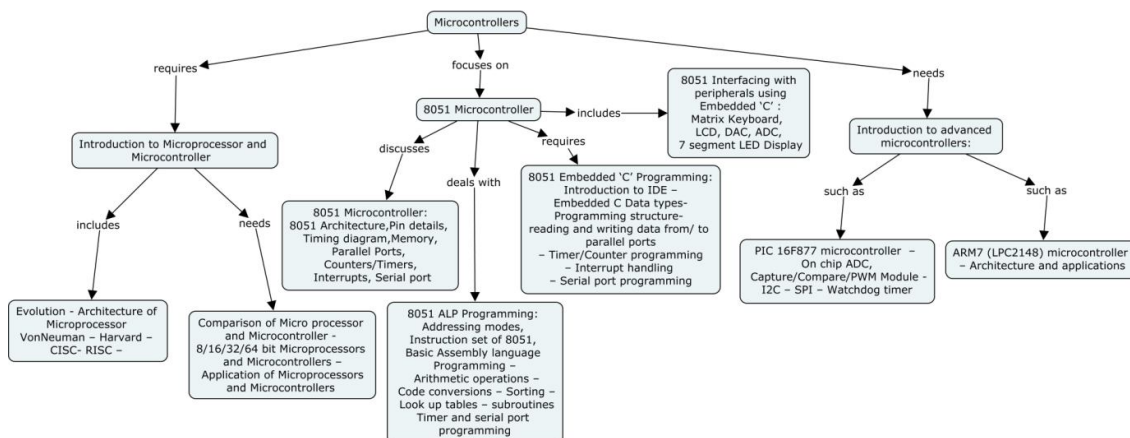 Microcontrollers
requires
focuses on
needs
8051 Interfacing with
peripherals using
Embedded ‘C’ :
Matrix Keyboard,
LCD, DAC, ADC,
7 segment LED Display
8051 Microcontroller
includes
Introduction to Microprocessor and
Microcontroller
Introduction to advanced
microcontrollers:
discusses
deals with
requires
8051 Embedded ‘C’ Programming:
Introduction to IDE –
Embedded C Data types-
Programming structure-
reading and writing data from/ to
parallel ports
– Timer/Counter programming
– Interrupt handling
– Serial port programming
such as
such as
includes
needs
8051 Microcontroller:
8051 Architecture,Pin details,
Timing diagram,Memory,
Parallel Ports,
Counters/Timers,
Interrupts, Serial port
PIC 16F877 microcontroller –
On chip ADC,
Capture/Compare/PWM Module -
I2C – SPI – Watchdog timer
ARM7 (LPC2148) microcontroller
– Architecture and applications
Evolution - Architecture of
Microprocessor
VonNeuman – Harvard –
CISC- RISC –
Comparison of Micro processor
and Microcontroller -
8/16/32/64 bit Microprocessors
and Microcontrollers –
Application of Microprocessors
and Microcontrollers
8051 ALP Programming:
Addressing modes,
Instruction set of 8051,
Basic Assembly language
Programming –
Arithmetic operations –
Code conversions – Sorting –
Look up tables – subroutines
Timer and serial port
programming